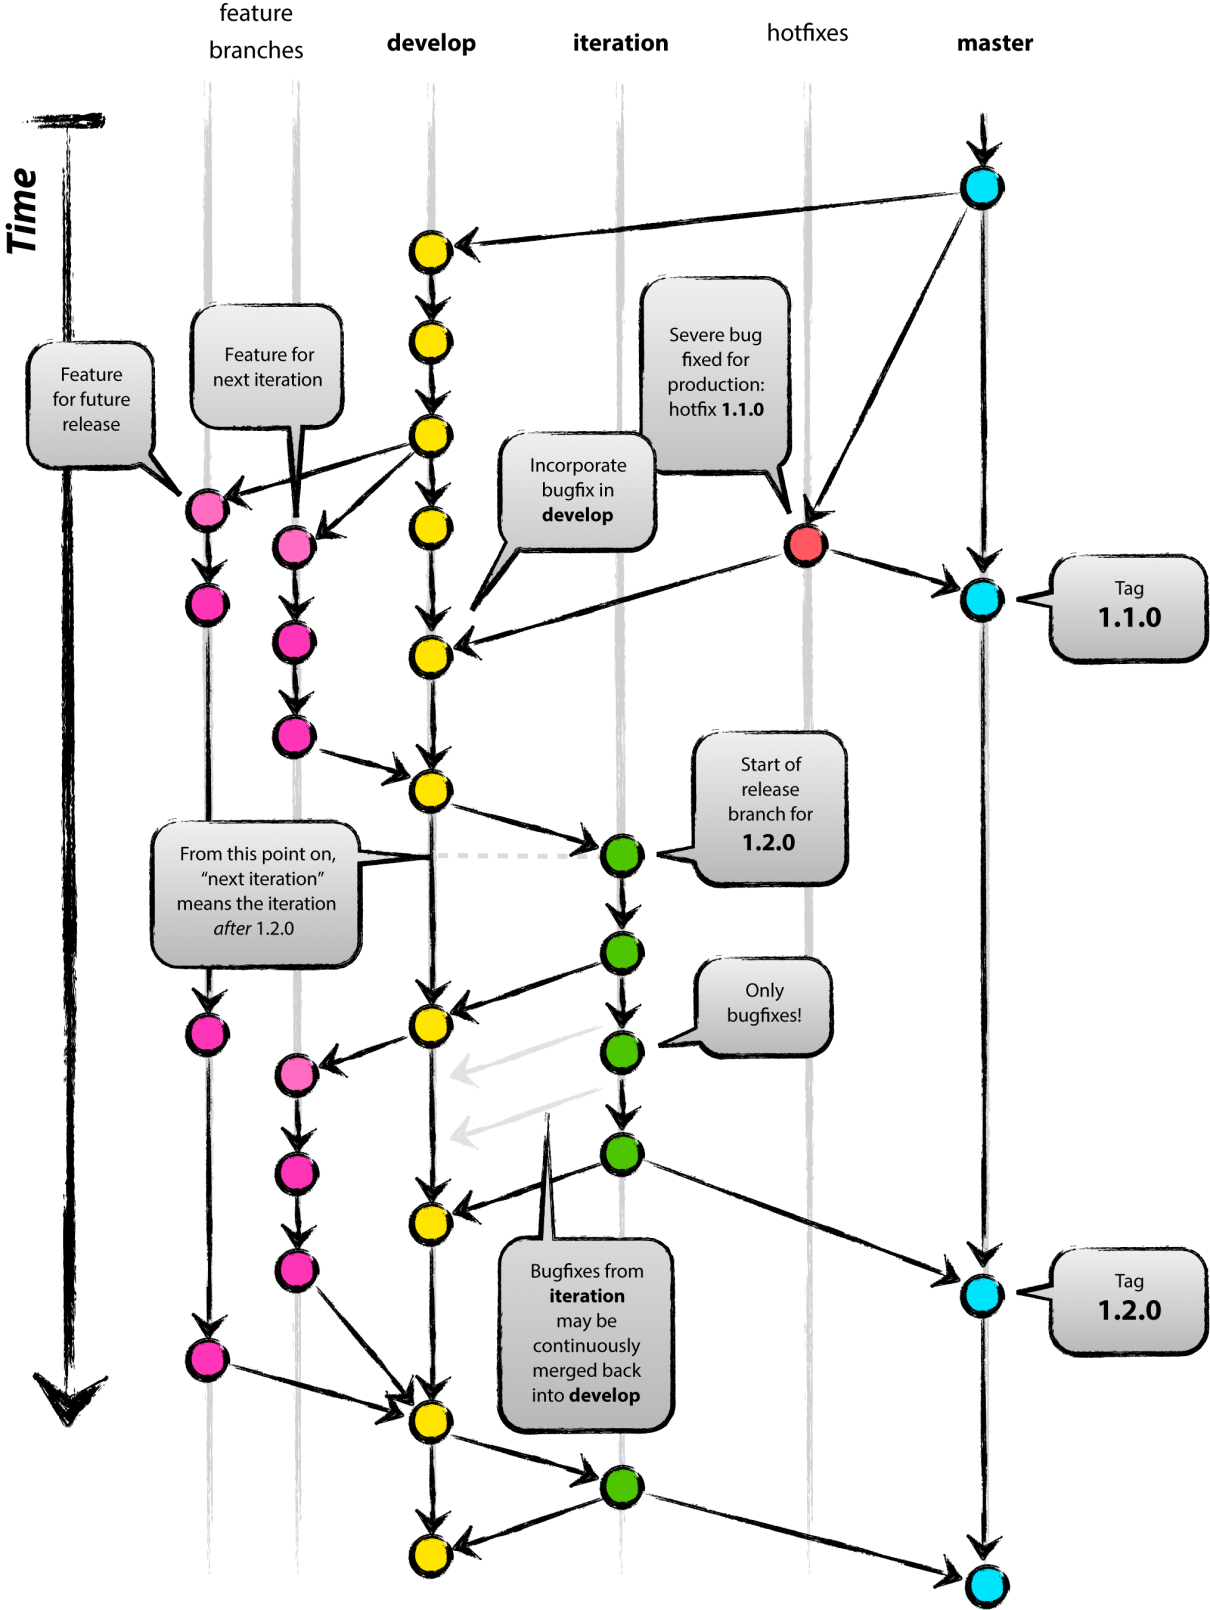 feature
branches
develop
iteration
hotfixes
master
Time
Feature
for future
release
Feature for
next iteration
Severe bug
fixed for
production:
hotfix 1.1.0
Incorporate
bugfix in
develop
Tag
1.1.0
Start of
release
branch for
1.2.0
From this point on,
“next iteration”
means the iteration
after 1.2.0
Only
bugfixes!
Bugfixes from
iteration
may be
continuously
merged back
into develop
Tag
1.2.0